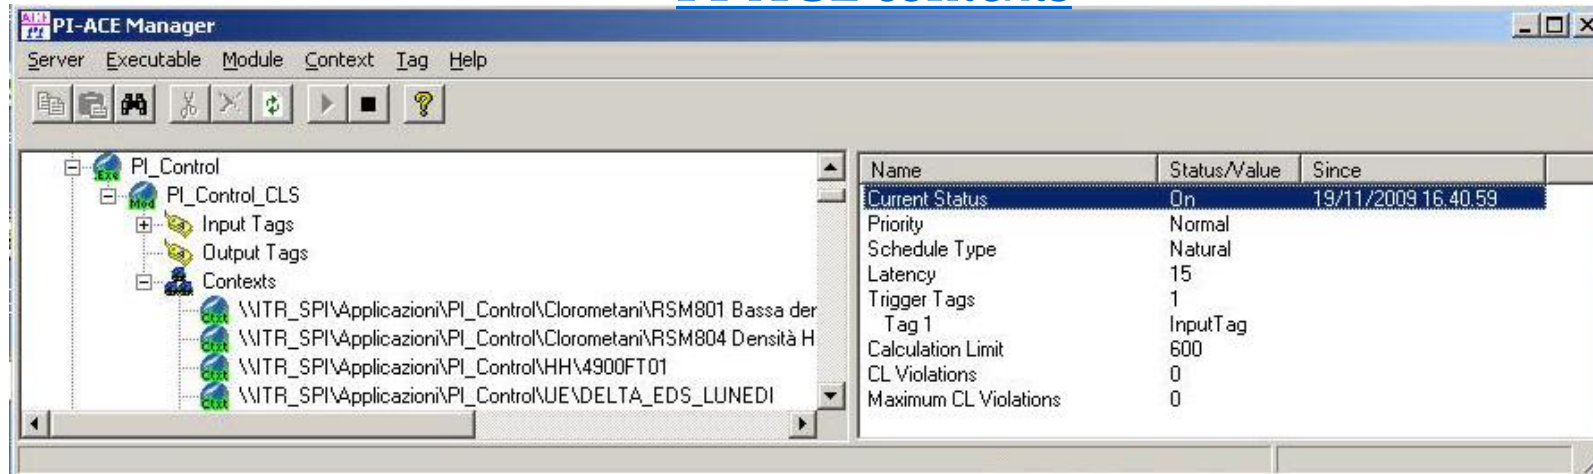 PI-ACE Manager
Server Executable Module Context Tag Help
PI_Control
PI_Control_CLS
Input Tags
Output Tags
Contexts
\\ITR_SPI\Applicazioni\PI_Control\Clorometani\RSM801 Bassa der
\\ITR_SPI\Applicazioni\PI_Control\Clorometani\RSM804 Densità H
\\ITR_SPI\Applicazioni\PI_Control\HH\4900FT01
\\ITR_SPI\Applicazioni\PI_Control\UE\DELTA_EDS_LUNEDI
Name Status/Value Since
Current Status On 19/11/2009 16.40.59
Priority Normal
Schedule Type Natural
Latency 15
Trigger Tags 1
Tag 1 InputTag
Calculation Limit 600
CL Violations 0
Maximum CL Violations 0